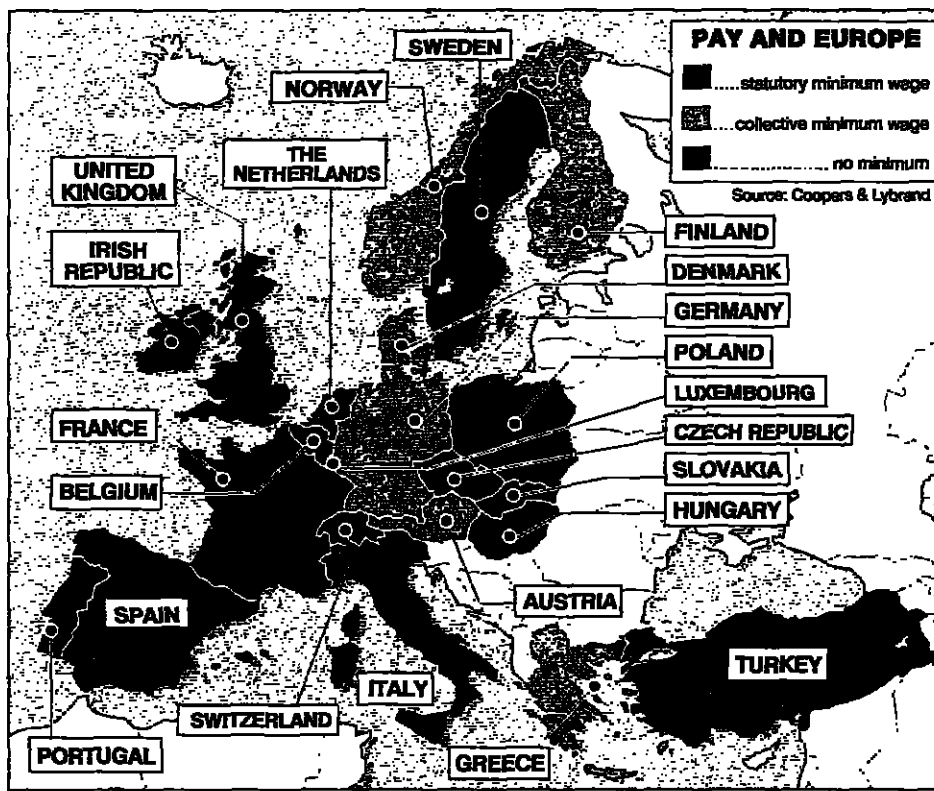 PAY AND EUROPE
......statutory minimum wage
....collective minimum wage
.................. no minimum
Source: Coopers & Lybrand
SWEDEN
NORWAY
THE
NETHERLANDS
UNITED
KINGDOM
IRISH
REPUBLIC
FINLAND
DENMARK
GERMANY
POLAND
LUXEMBOURG
FRANCE
CZECH REPUBLIC
SLOVAKIA
BELGIUM
HUNGARY
AUSTRIA
SPAIN
TURKEY
ITALY
SWITZERLAND
PORTUGAL
GREECE